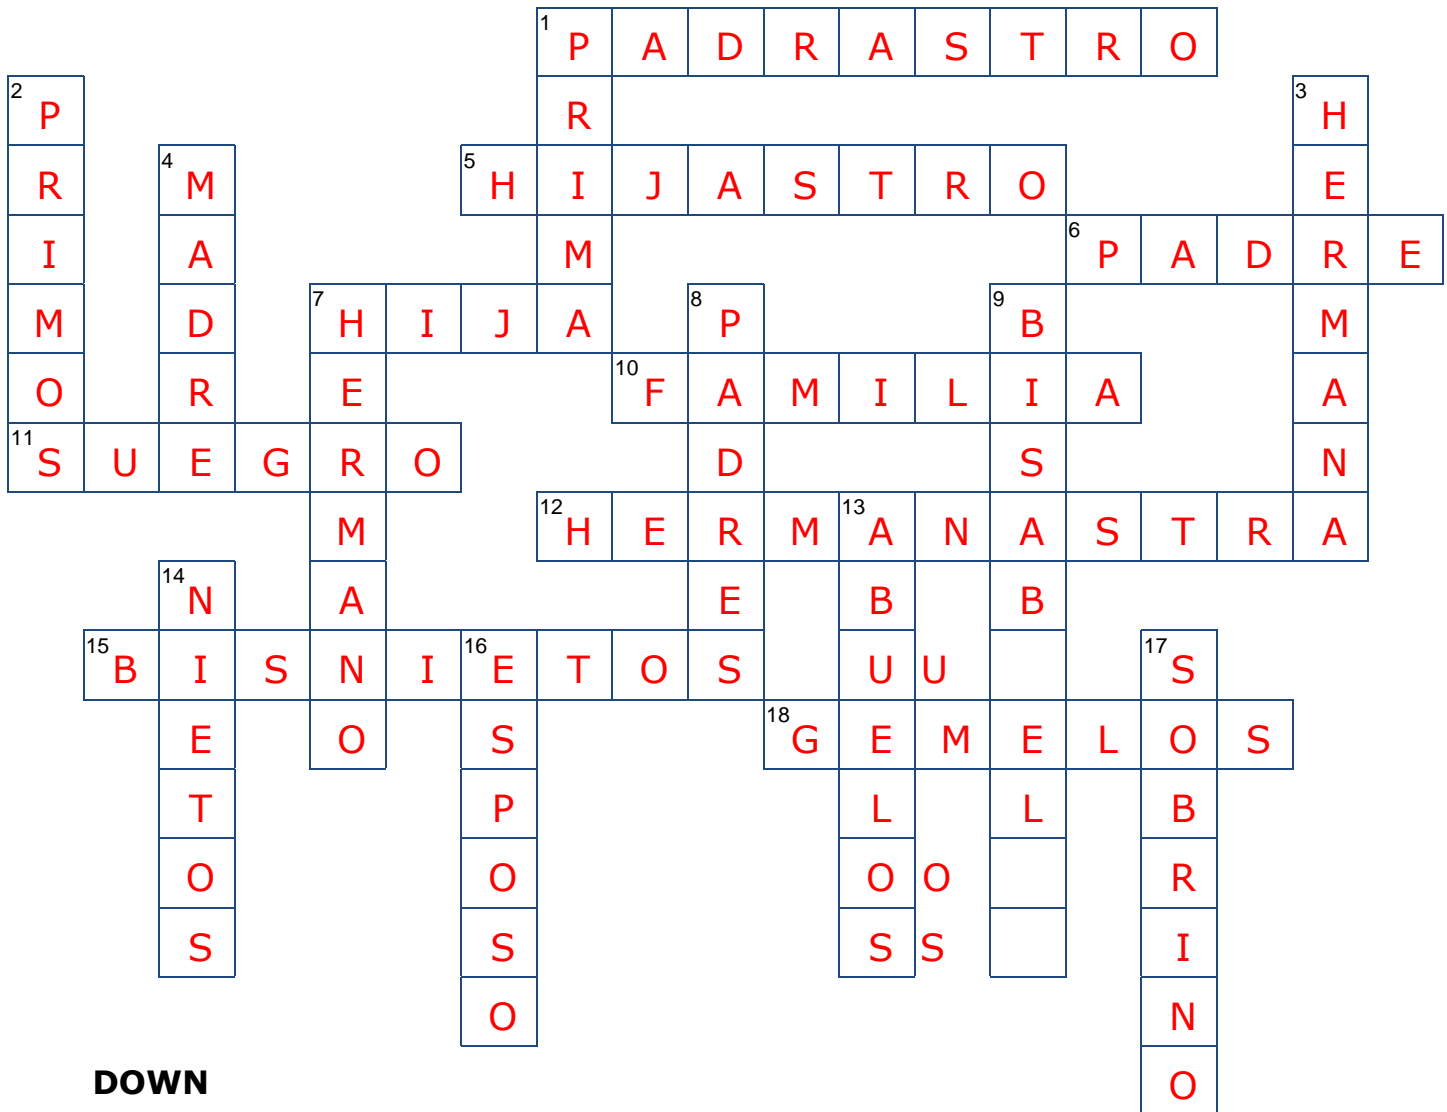 1 P A D R A S T R O
2 P R 3 H
R 4 M 5 H I J A S T R O E
I A M 6 P A D R E
M D 7 H I J A 8 P 9 B M
O R E 10 F A M I L I A A
11 S U E G R O D S N
M 12 H E R M 13 A N A S T R A
14 N A E B B
15 B I S N I 16 E T O S U U 17 S
E O S 18 G E M E L O S
T P L L B
O O O O R
S S S S I
O N
DOWN O